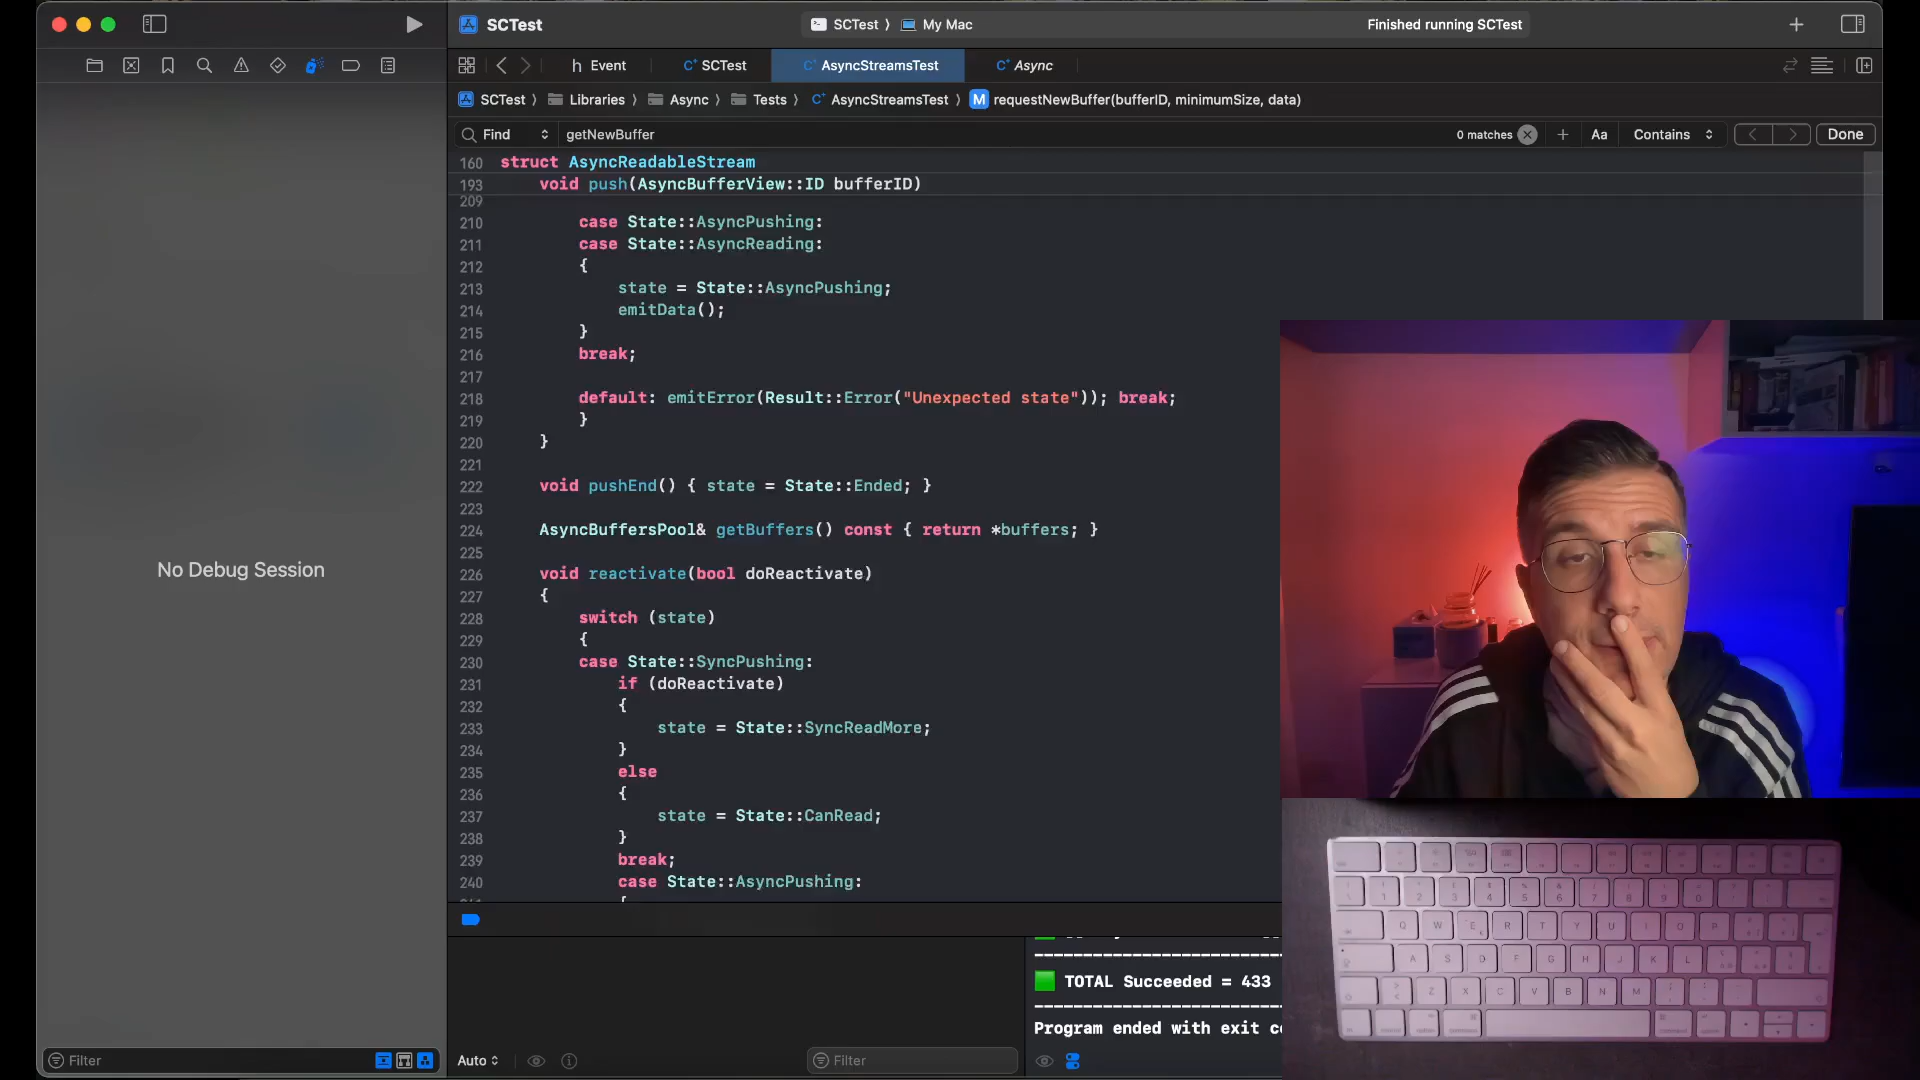 SCTest
SCTest 〉 My Mac
Finished running SCTest
h Event
C+ SCTest
C+ AsyncStreamsTest
C+ Async
SCTest 〉 Libraries 〉 Async 〉 Tests 〉 C+ AsyncStreamsTest 〉 M requestNewBuffer(bufferID, minimumSize, data)
Find getNewBuffer 0 matches Aa Contains Done
160 struct AsyncReadableStream
193 void push(AsyncBufferView::ID bufferID)
209
210 case State::AsyncPushing:
211 case State::AsyncReading:
212 {
213 state = State::AsyncPushing;
214 emitData();
215 }
216 break;
217
218 default: emitError(Result::Error("Unexpected state")); break;
219 }
220 }
221
222 void pushEnd() { state = State::Ended; }
223
224 AsyncBuffersPool& getBuffers() const { return *buffers; }
225
226 void reactivate(bool doReactivate)
227 {
228 switch (state)
229 {
230 case State::SyncPushing:
231 if (doReactivate)
232 {
233 state = State::SyncReadMore;
234 }
235 else
236 {
237 state = State::CanRead;
238 }
239 break;
240 case State::AsyncPushing:
No Debug Session
TOTAL Succeeded = 433
Program ended with exit
Filter
Auto
Filter
Q W E R T Y U I O P
A S D F G H J K L
Z X C V B N M